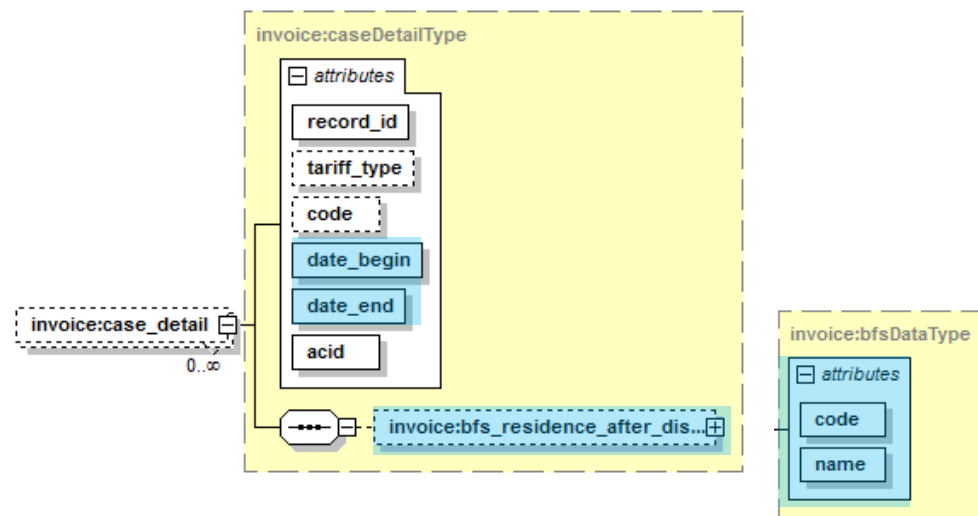 invoice:caseDetailType
attributes
record_id
tariff_type
code
date_begin
date_end
acid
invoice:case_detail
0..∞
invoice:bfs_residence_after_dis...
invoice:bfsDataType
attributes
code
name